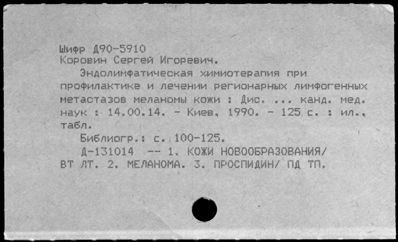 Шифр Д90-5910
Коровин Сергей Игоревич.
Эндолимфатическая химиотерапия при
профилактике и лечении регионарных лимфогенных
метастазов меланомы кожи : Дис. ... канд. мед.
наук : 14.00.14. - Киев, 1990. - 125 с. : ил.,
табл.
Библиогр.: с. 100-125.
Д-131014 -- 1. КОЖИ НОВООБРАЗОВАНИЯ/
ВТ ЛТ. 2. МЕЛАНОМА. 3. ПРОСПИДИН/ ПД ТП.